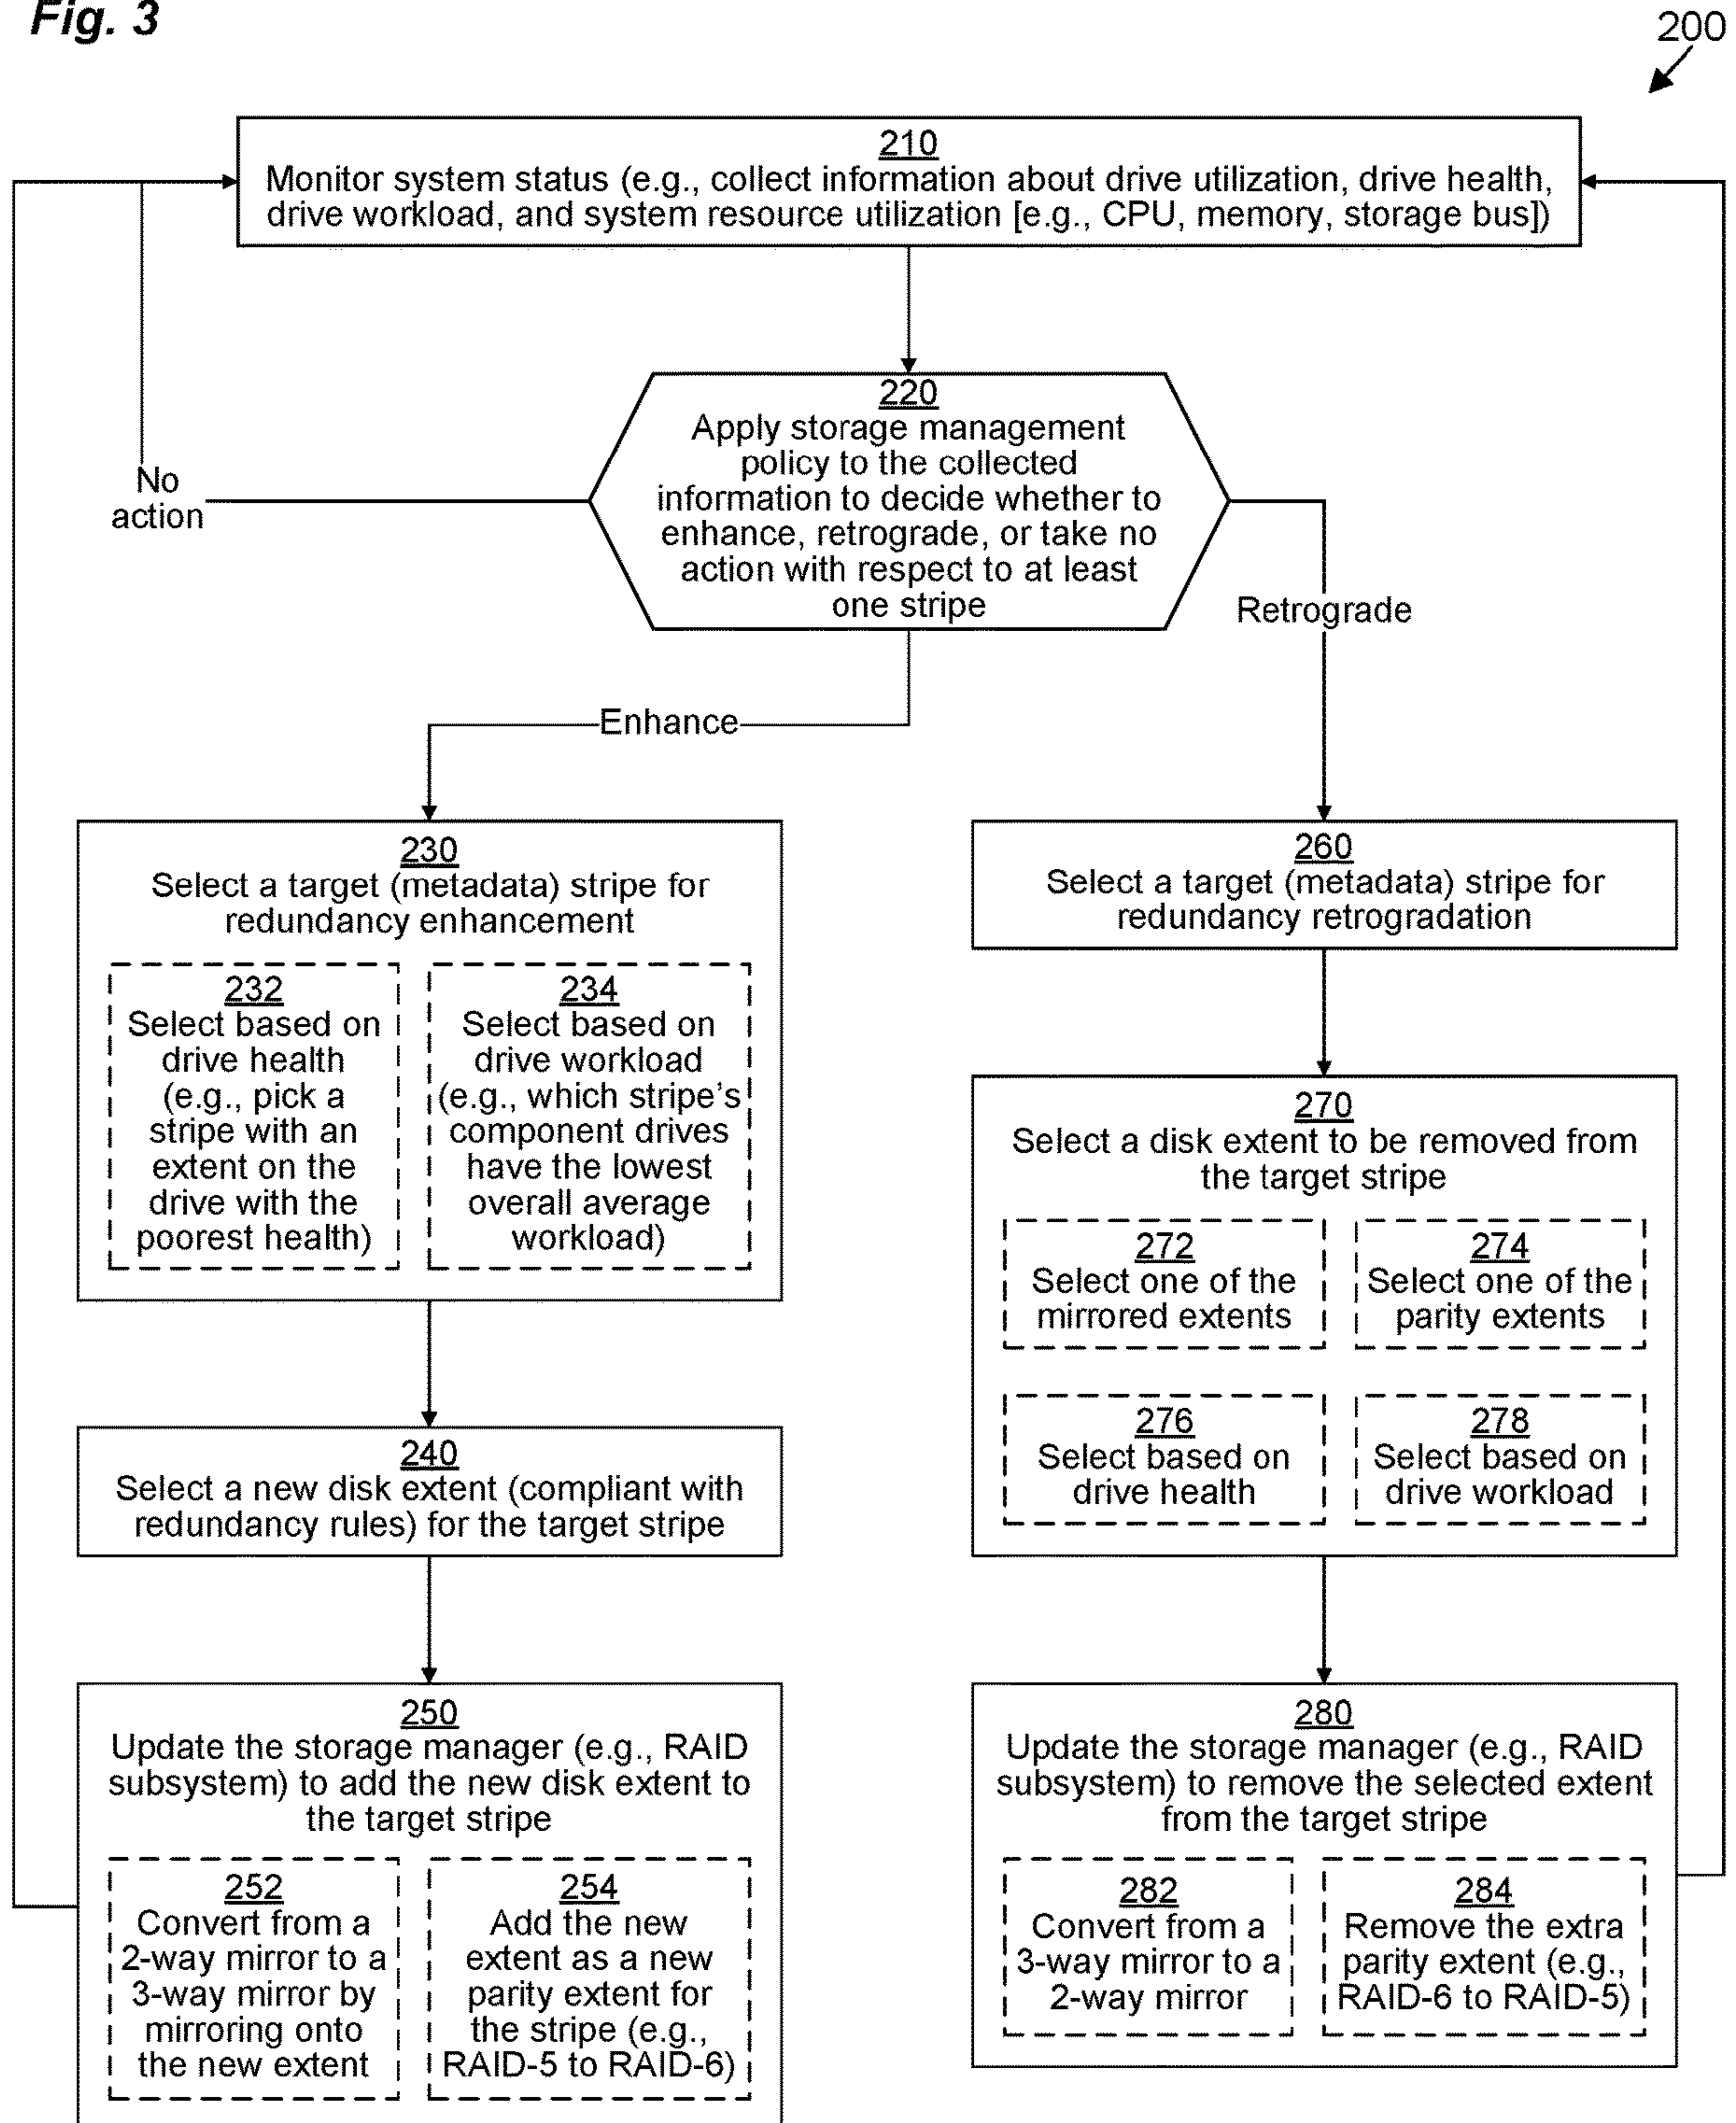 Fig. 3
200
210
Monitor system status (e.g., collect information about drive utilization, drive health,
drive workload, and system resource utilization [e.g., CPU, memory, storage bus])
220
Apply storage management
policy to the collected
information to decide whether to
enhance, retrograde, or take no
action with respect to at least
one stripe
No
action
Retrograde
Enhance
230
Select a target (metadata) stripe for
redundancy enhancement
232
Select based on
drive health
(e.g., pick a
stripe with an
extent on the
drive with the
poorest health)
234
Select based on
drive workload
(e.g., which stripe's
component drives
have the lowest
overall average
workload)
240
Select a new disk extent (compliant with
redundancy rules) for the target stripe
250
Update the storage manager (e.g., RAID
subsystem) to add the new disk extent to
the target stripe
252
Convert from a
2-way mirror to a
3-way mirror by
mirroring onto
the new extent
254
Add the new
extent as a new
parity extent for
the stripe (e.g.,
RAID-5 to RAID-6)
260
Select a target (metadata) stripe for
redundancy retrogradation
270
Select a disk extent to be removed from
the target stripe
272
Select one of the
mirrored extents
274
Select one of the
parity extents
276
Select based on
drive health
278
Select based on
drive workload
280
Update the storage manager (e.g., RAID
subsystem) to remove the selected extent
from the target stripe
282
Convert from a
3-way mirror to a
2-way mirror
284
Remove the extra
parity extent (e.g.,
RAID-6 to RAID-5)